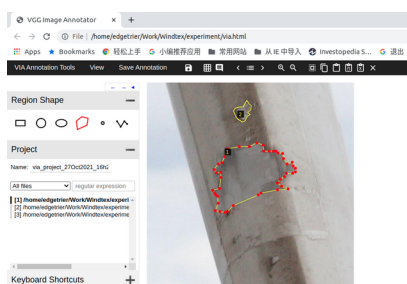 VGG Image Annotator
File | /home/edgetrier/Work/Windtex/experiment/via.html
Apps Bookmarks 轻松上手 小编推荐应用 常用网站 从 IE 中导入 Investopedia S... 退出
VIA Annotation Tools View Save Annotation
Region Shape
Project
Name: via_project_27Oct2021_16h2
All files regular expression
[1] /home/edgetrier/Work/Windtex/experi
[2] /home/edgetrier/Work/Windtex/experime
[3] /home/edgetrier/Work/Windtex/experime
Keyboard Shortcuts
2
1